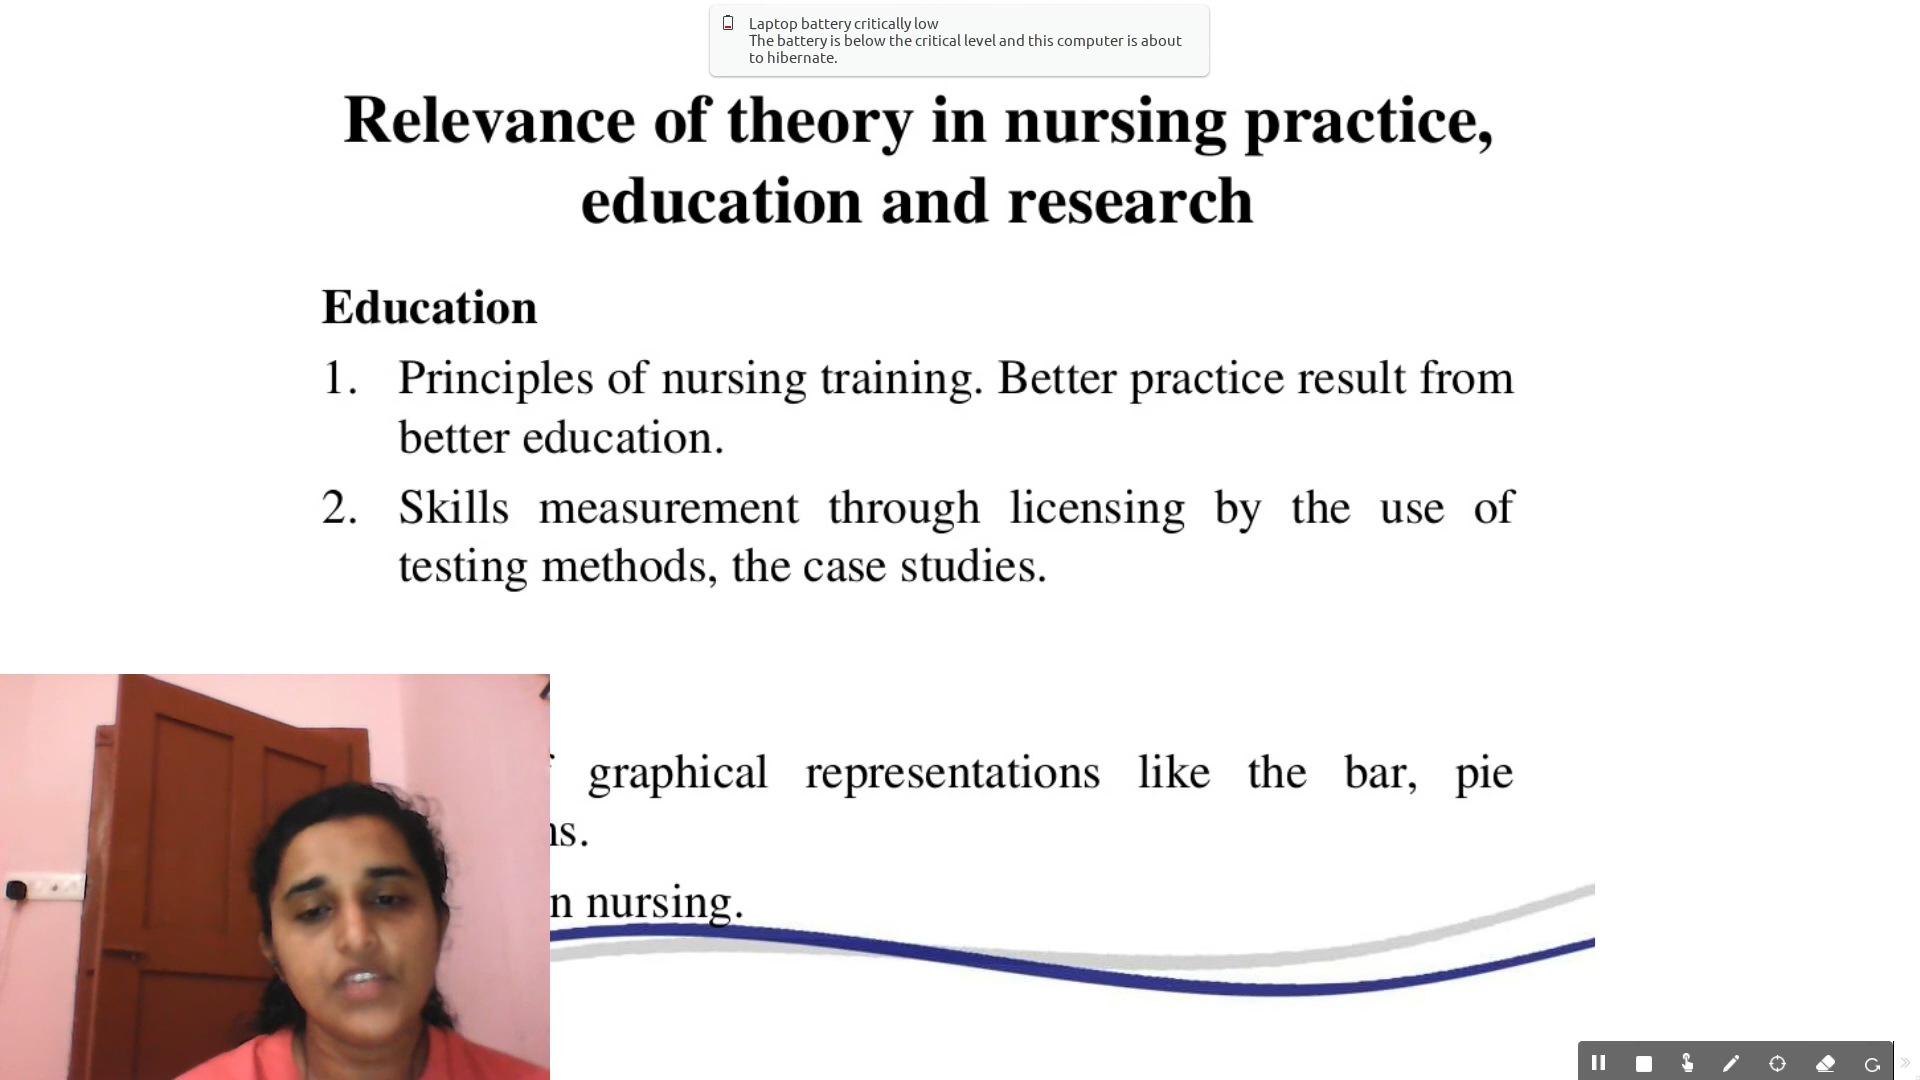 Laptop battery critically low
The battery is below the critical level and this computer is about
to hibernate.
Relevance of theory in nursing practice,
education and research
Education
1. Principles of nursing training. Better practice result from
better education.
2. Skills measurement through licensing by the use of
testing methods, the case studies.
graphical representations like the bar, pie
nursing.